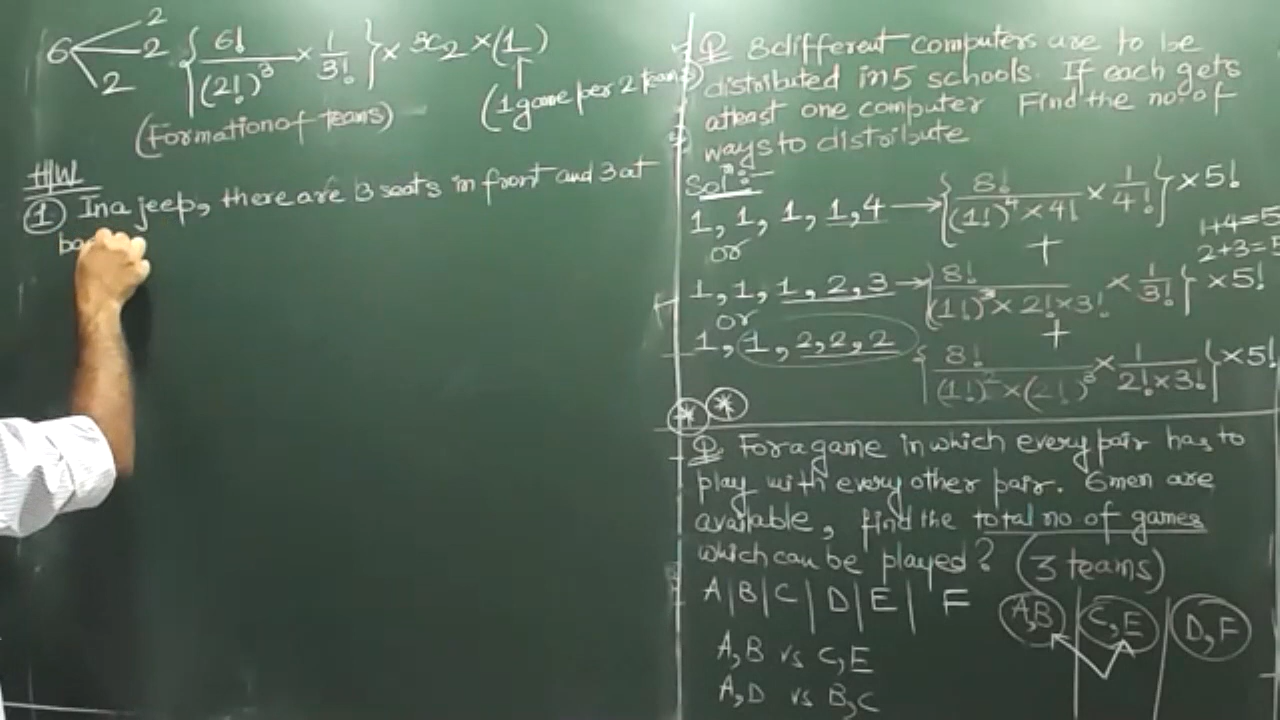 6 2 2 2 { 6! / (2!)³ × 1/3! } × 3C2 × (1)
(Formation of teams)
(1 game per 2 teams)
H/W
① In a jeep, there are 3 seats in front and 3 at
ba
Q. 8 different computers are to be
distributed in 5 schools. If each gets
atleast one computer Find the no. of
ways to distribute
Solⁿ:-
1, 1, 1, 1, 4 → { 8! / (1!)⁴ × 4! × 1/4! } × 5!
or
+
1+4=5
2+3=5
1, 1, 1, 2, 3 → { 8! / (1!)³ × 2! × 3! × 1/3! } × 5!
or
+
1, 1, 2, 2, 2 { 8! / (1!)² × (2!)³ × 1 / 2! × 3! } × 5!
Q. For a game in which every pair has to
play with every other pair. 6 men are
available, find the total no of games
which can be played? (3 teams)
A | B | C | D | E | F
A,B | C,E | D,F
A,B vs C,E
A,D vs B,C